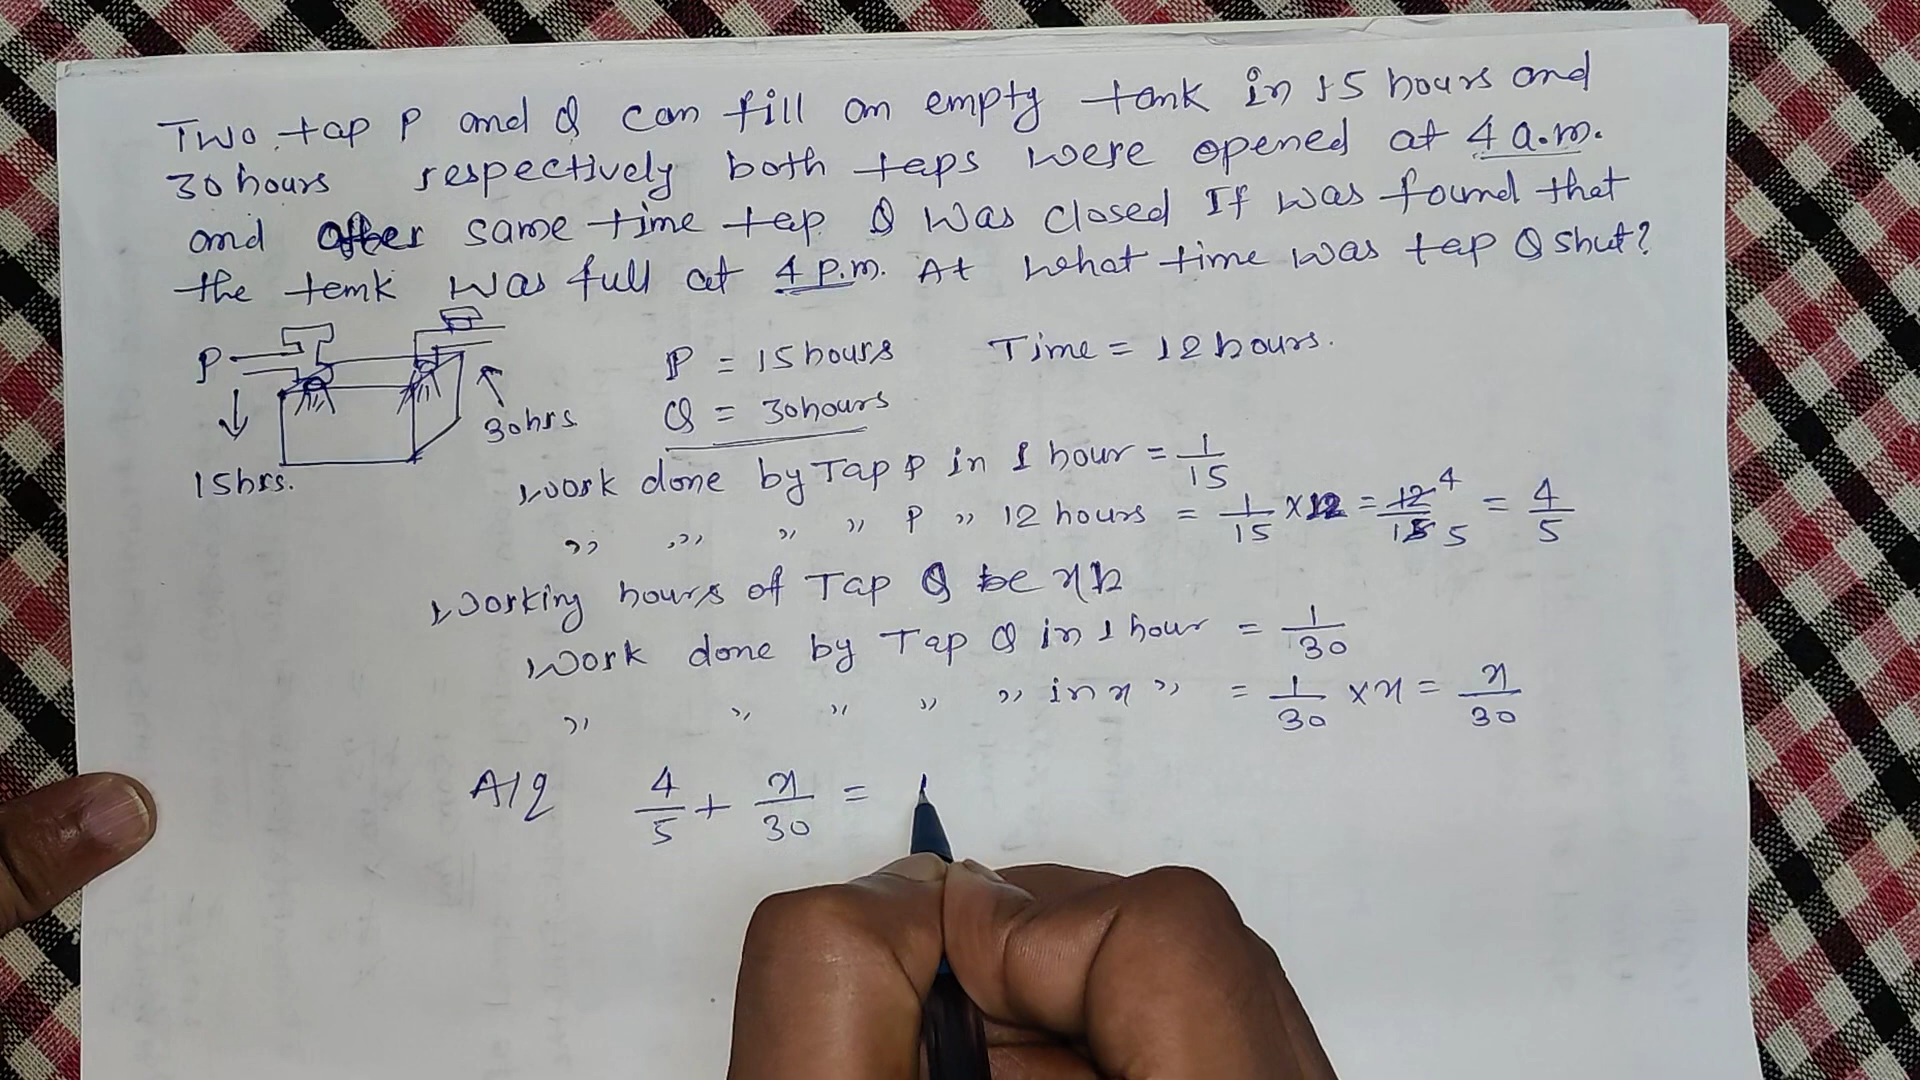 Two tap P and Q can fill an empty tank in 15 hours and
30 hours respectively both taps were opened at 4 a.m.
and after same time tap Q was closed If was found that
the tank was full at 4 P.m. At what time was tap Q shut?
P
30hrs
15hrs.
P = 15 hours Time = 12 hours.
Q = 30 hours
Work done by Tap P in 1 hour = 1/15
,, ,, ,, ,, P ,, 12 hours = 1/15 × 12 = 12/15 4/5 = 4/5
Working hours of Tap Q be x h
Work done by Tap Q in 1 hour = 1/30
,, ,, ,, ,, ,, in x ,, = 1/30 × x = x/30
A/q 4/5 + x/30 = 1